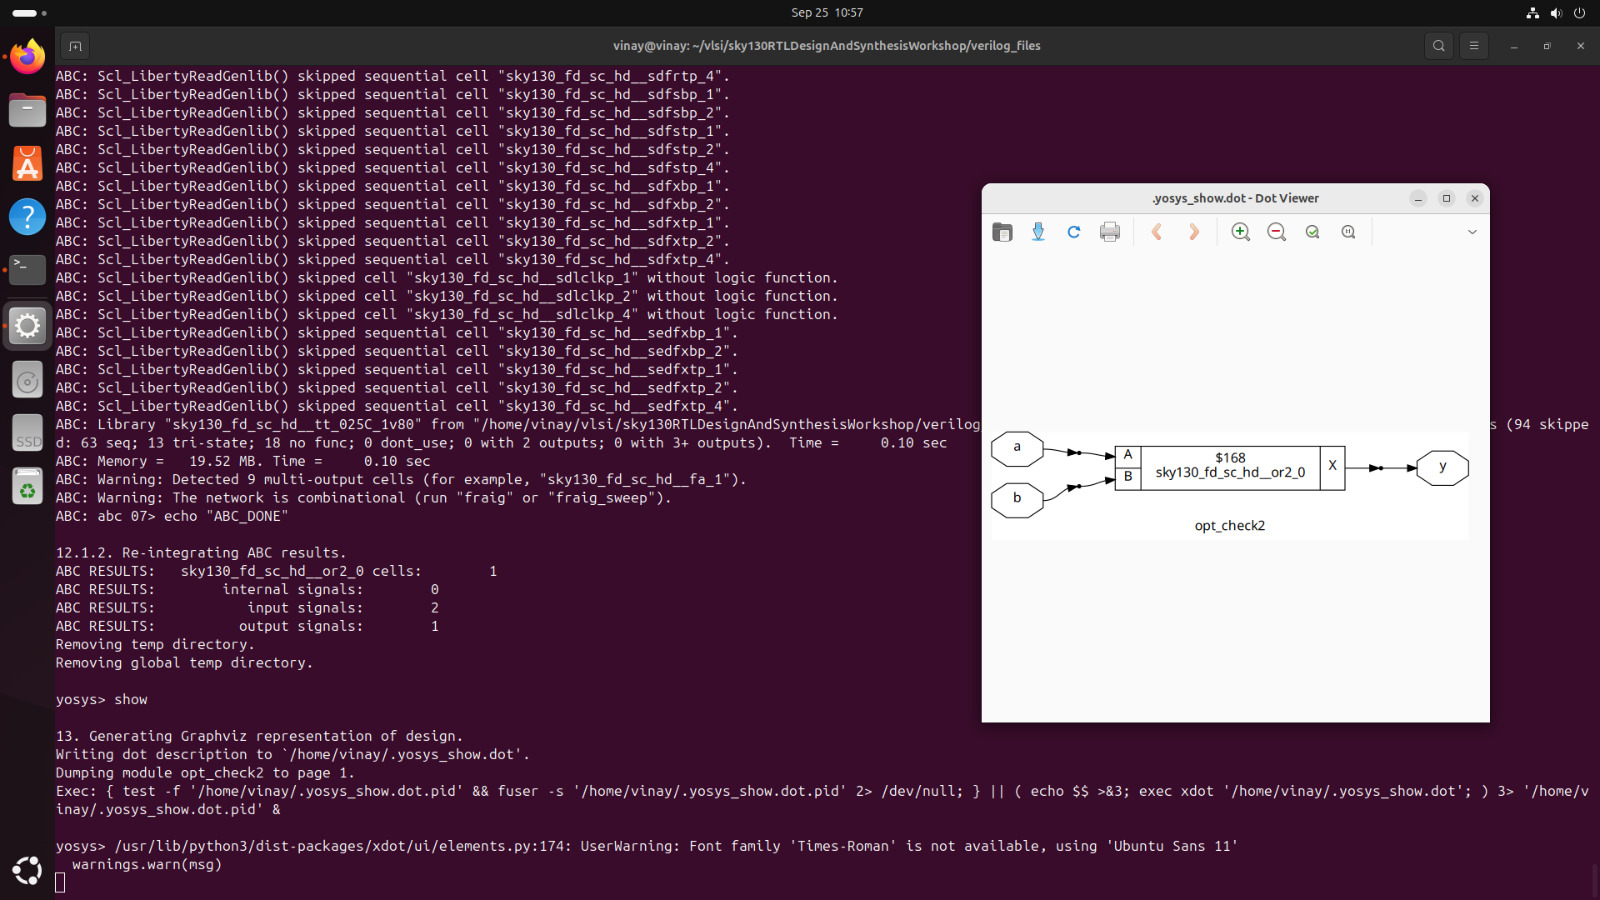 Sep 25 10:57
vinay@vinay: ~/vlsi/sky130RTLDesignAndSynthesisWorkshop/verilog_files
ABC: Scl_LibertyReadGenlib() skipped sequential cell "sky130_fd_sc_hd__sdfrtp_4".
ABC: Scl_LibertyReadGenlib() skipped sequential cell "sky130_fd_sc_hd__sdfsbp_1".
ABC: Scl_LibertyReadGenlib() skipped sequential cell "sky130_fd_sc_hd__sdfsbp_2".
ABC: Scl_LibertyReadGenlib() skipped sequential cell "sky130_fd_sc_hd__sdfstp_1".
ABC: Scl_LibertyReadGenlib() skipped sequential cell "sky130_fd_sc_hd__sdfstp_2".
ABC: Scl_LibertyReadGenlib() skipped sequential cell "sky130_fd_sc_hd__sdfstp_4".
ABC: Scl_LibertyReadGenlib() skipped sequential cell "sky130_fd_sc_hd__sdfxbp_1".
ABC: Scl_LibertyReadGenlib() skipped sequential cell "sky130_fd_sc_hd__sdfxbp_2".
ABC: Scl_LibertyReadGenlib() skipped sequential cell "sky130_fd_sc_hd__sdfxtp_1".
ABC: Scl_LibertyReadGenlib() skipped sequential cell "sky130_fd_sc_hd__sdfxtp_2".
ABC: Scl_LibertyReadGenlib() skipped sequential cell "sky130_fd_sc_hd__sdfxtp_4".
ABC: Scl_LibertyReadGenlib() skipped cell "sky130_fd_sc_hd__sdlclkp_1" without logic function.
ABC: Scl_LibertyReadGenlib() skipped cell "sky130_fd_sc_hd__sdlclkp_2" without logic function.
ABC: Scl_LibertyReadGenlib() skipped cell "sky130_fd_sc_hd__sdlclkp_4" without logic function.
ABC: Scl_LibertyReadGenlib() skipped sequential cell "sky130_fd_sc_hd__sedfxbp_1".
ABC: Scl_LibertyReadGenlib() skipped sequential cell "sky130_fd_sc_hd__sedfxbp_2".
ABC: Scl_LibertyReadGenlib() skipped sequential cell "sky130_fd_sc_hd__sedfxtp_1".
ABC: Scl_LibertyReadGenlib() skipped sequential cell "sky130_fd_sc_hd__sedfxtp_2".
ABC: Scl_LibertyReadGenlib() skipped sequential cell "sky130_fd_sc_hd__sedfxtp_4".
ABC: Library "sky130_fd_sc_hd__tt_025C_1v80" from "/home/vinay/vlsi/sky130RTLDesignAndSynthesisWorkshop/verilog s (94 skippe
d: 63 seq; 13 tri-state; 18 no func; 0 dont_use; 0 with 2 outputs; 0 with 3+ outputs). Time = 0.10 sec
ABC: Memory = 19.52 MB. Time = 0.10 sec
ABC: Warning: Detected 9 multi-output cells (for example, "sky130_fd_sc_hd__fa_1").
ABC: Warning: The network is combinational (run "fraig" or "fraig_sweep").
ABC: abc 07> echo "ABC_DONE"
12.1.2. Re-integrating ABC results.
ABC RESULTS: sky130_fd_sc_hd__or2_0 cells: 1
ABC RESULTS: internal signals: 0
ABC RESULTS: input signals: 2
ABC RESULTS: output signals: 1
Removing temp directory.
Removing global temp directory.
yosys> show
13. Generating Graphviz representation of design.
Writing dot description to `/home/vinay/.yosys_show.dot'.
Dumping module opt_check2 to page 1.
Exec: { test -f '/home/vinay/.yosys_show.dot.pid' && fuser -s '/home/vinay/.yosys_show.dot.pid' 2> /dev/null; } || ( echo $$ >&3; exec xdot '/home/vinay/.yosys_show.dot'; ) 3> '/home/v
inay/.yosys_show.dot.pid' &
yosys> /usr/lib/python3/dist-packages/xdot/ui/elements.py:174: UserWarning: Font family 'Times-Roman' is not available, using 'Ubuntu Sans 11'
warnings.warn(msg)
.yosys_show.dot - Dot Viewer
a
b
A
B
$168
sky130_fd_sc_hd__or2_0
X
y
opt_check2
SSD